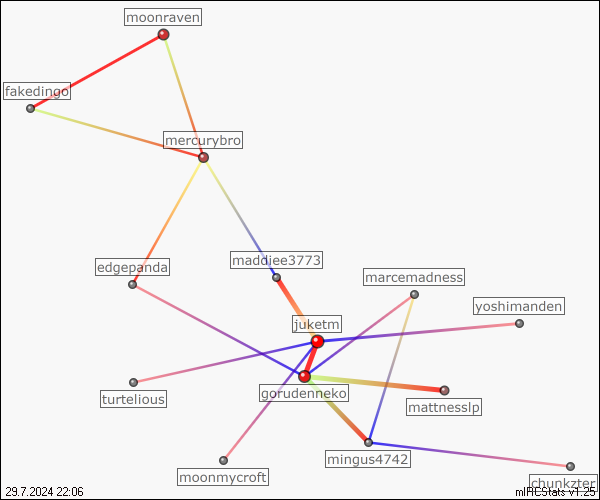 moonraven
fakedingo
mercurybro
edgepanda
maddiee3773
marcemadness
yoshimanden
juketm
gorudenneko
turtelious
mattnesslp
mingus4742
moonmycroft
chunkzter
29.7.2024 22:06
mIRCStats v1.25